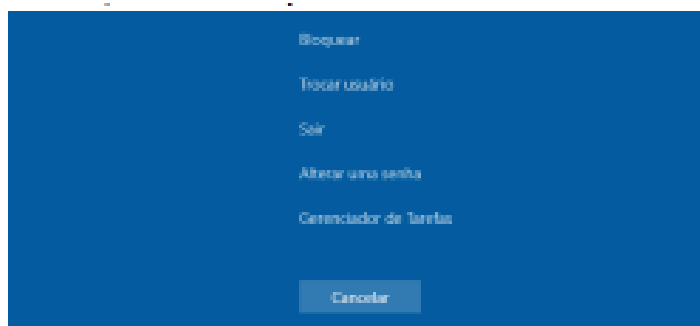 Bloquear
Trocar usuário
Sair
Alterar uma senha
Gerenciador de Tarefas
Cancelar